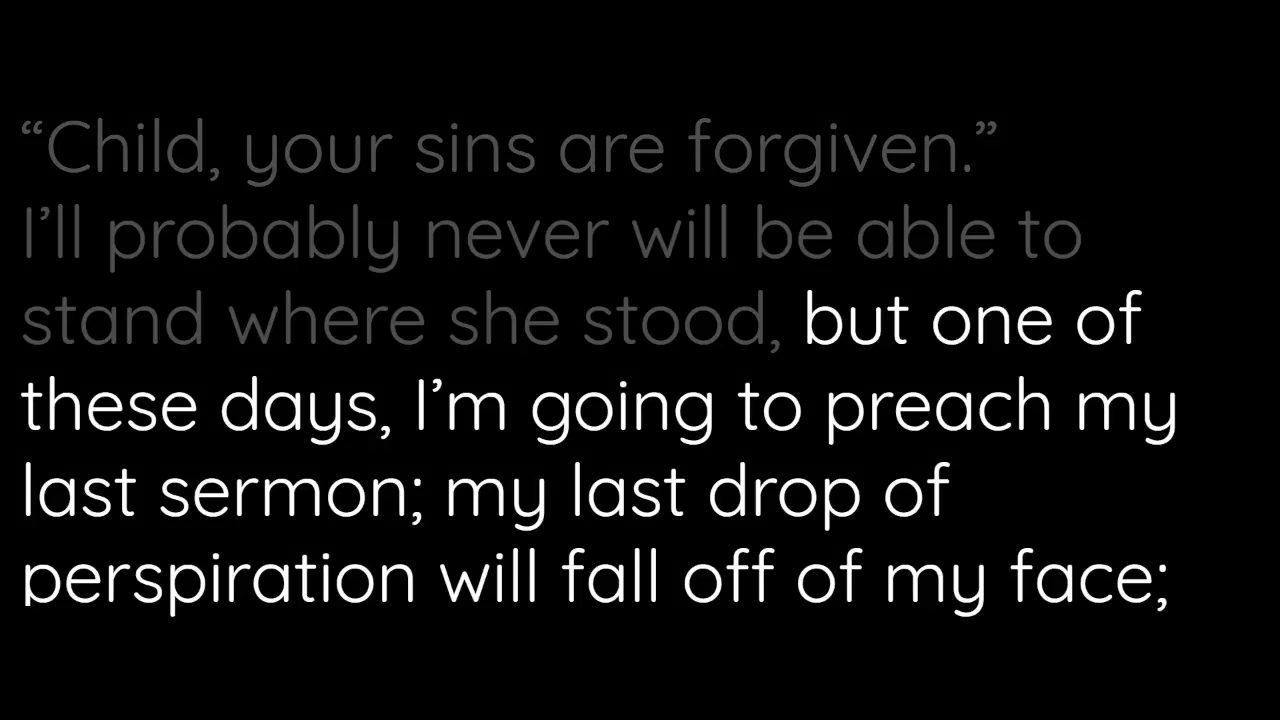 “Child, your sins are forgiven.”
I’ll probably never will be able to
stand where she stood, but one of
these days, I’m going to preach my
last sermon; my last drop of
perspiration will fall off of my face;